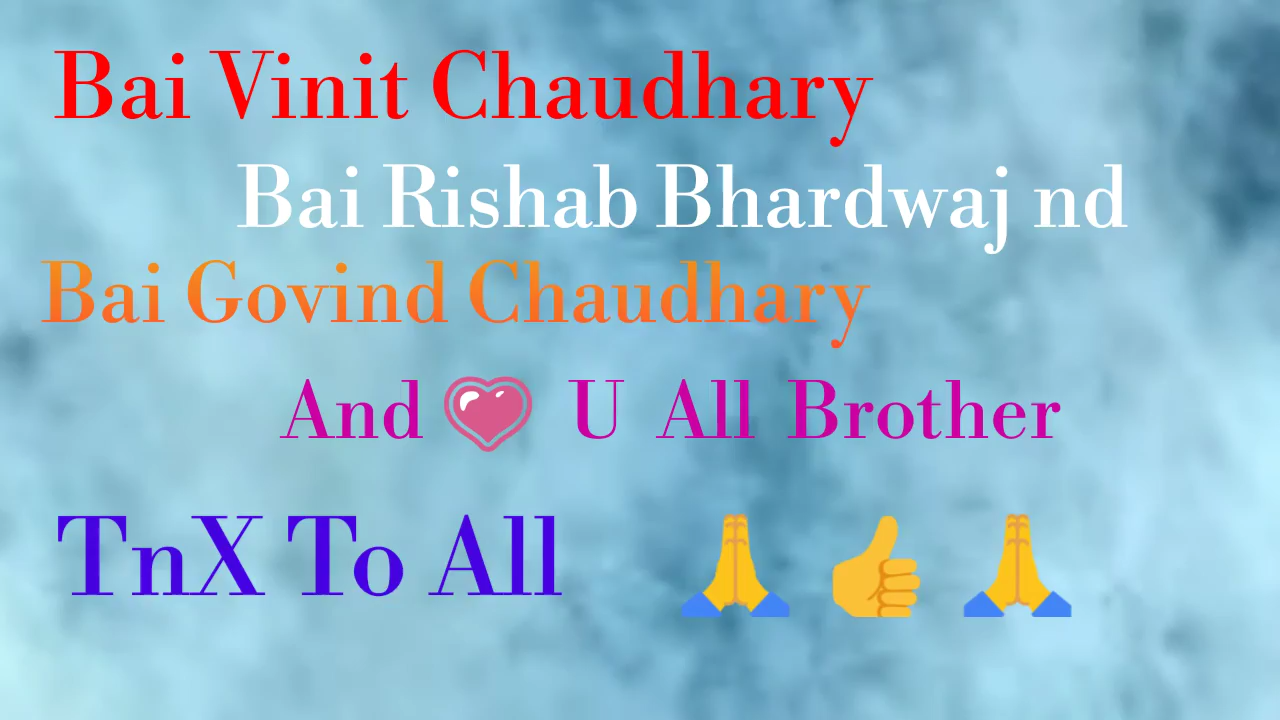 Bai Vinit Chaudhary
Bai Rishab Bhardwaj nd
Bai Govind Chaudhary
And 💗 U All Brother
TnX To All 🙏 👍 🙏